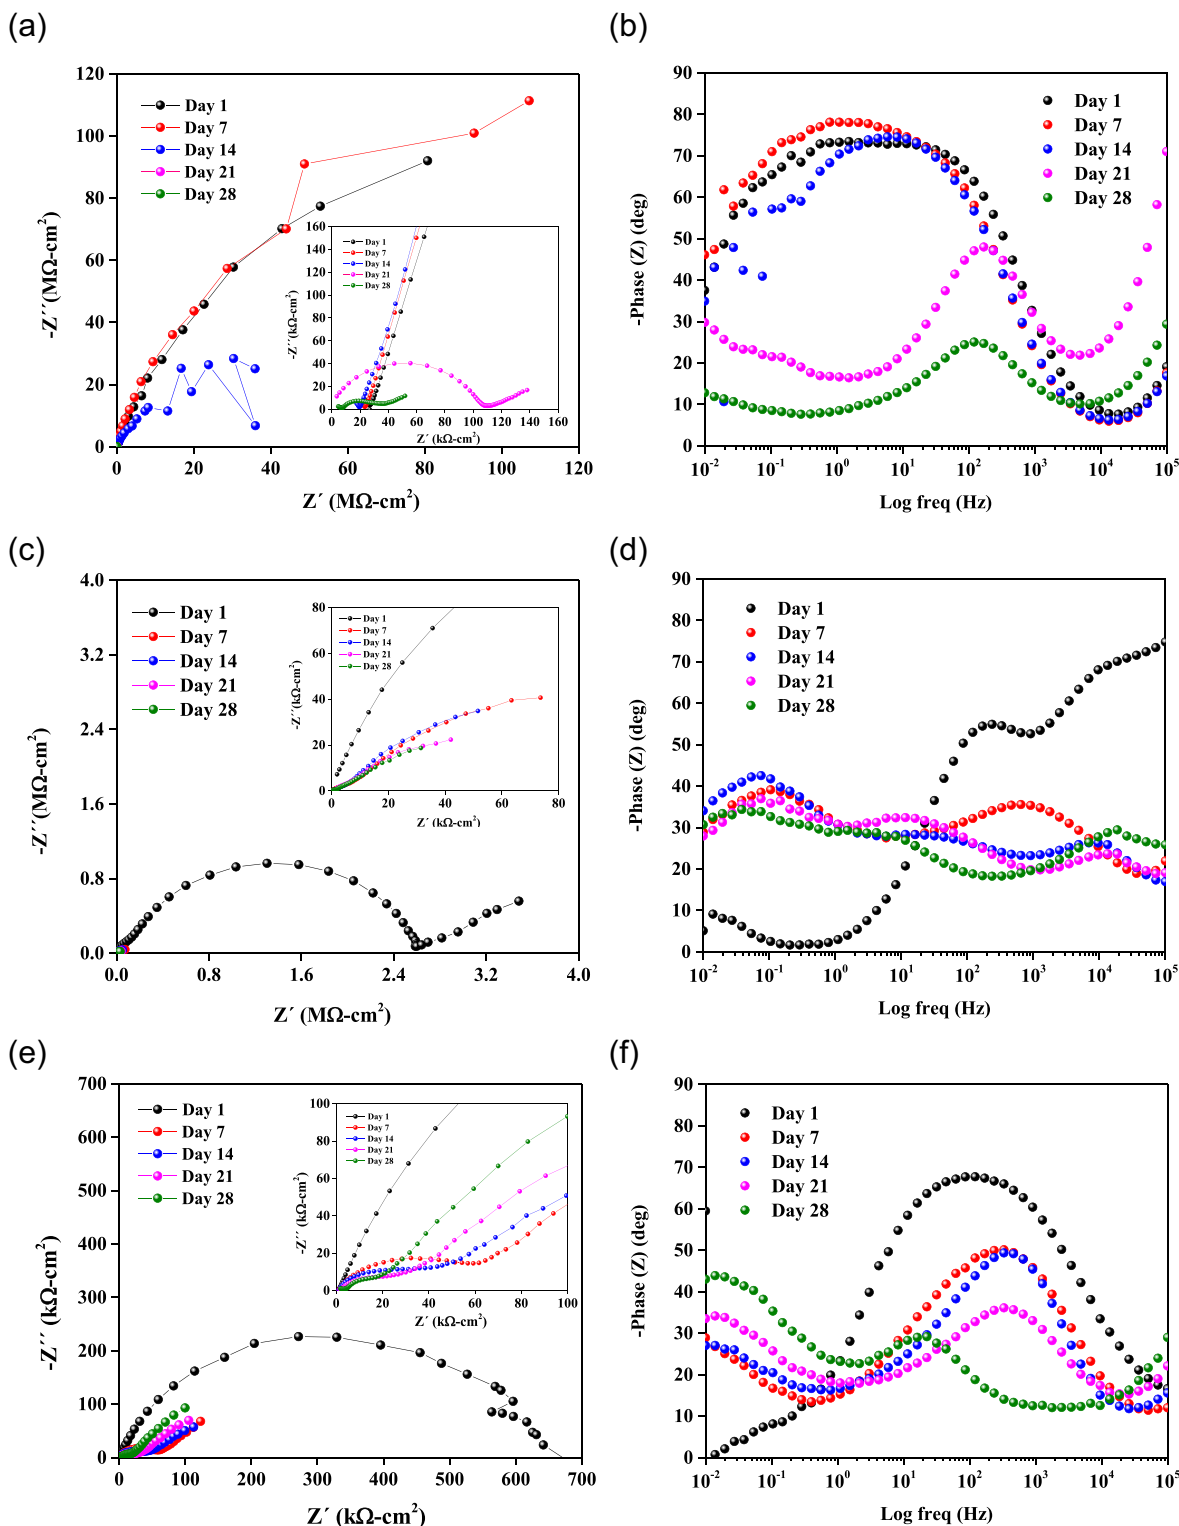 (a)
120
100
80
60
40
20
0
-Z´´(MΩ-cm²)
Day 1
Day 7
Day 14
Day 21
Day 28
160
140
120
100
80
60
40
20
0
-Z´´ (kΩ-cm²)
Day 1
Day 7
Day 14
Day 21
Day 28
0 20 40 60 80 100 120 140 160
Z´ (kΩ-cm²)
0 20 40 60 80 100 120
Z´ (MΩ-cm²)
(b)
90
80
70
60
50
40
30
20
10
0
-Phase (Z) (deg)
Day 1
Day 7
Day 14
Day 21
Day 28
10⁻² 10⁻¹ 10⁰ 10¹ 10² 10³ 10⁴ 10⁵
Log freq (Hz)
(c)
4.0
3.2
2.4
1.6
0.8
0.0
-Z´´(MΩ-cm²)
Day 1
Day 7
Day 14
Day 21
Day 28
80
60
40
20
0
-Z´´ (kΩ-cm²)
Day 1
Day 7
Day 14
Day 21
Day 28
0 20 40 60 80
Z´ (kΩ-cm²)
0.0 0.8 1.6 2.4 3.2 4.0
Z´ (MΩ-cm²)
(d)
90
80
70
60
50
40
30
20
10
0
-Phase (Z) (deg)
Day 1
Day 7
Day 14
Day 21
Day 28
10⁻² 10⁻¹ 10⁰ 10¹ 10² 10³ 10⁴ 10⁵
Log freq (Hz)
(e)
700
600
500
400
300
200
100
0
-Z´´ (kΩ-cm²)
Day 1
Day 7
Day 14
Day 21
Day 28
100
80
60
40
20
0
-Z´´ (kΩ-cm²)
Day 1
Day 7
Day 14
Day 21
Day 28
0 20 40 60 80 100
Z´ (kΩ-cm²)
0 100 200 300 400 500 600 700
Z´ (kΩ-cm²)
(f)
90
80
70
60
50
40
30
20
10
0
-Phase (Z) (deg)
Day 1
Day 7
Day 14
Day 21
Day 28
10⁻² 10⁻¹ 10⁰ 10¹ 10² 10³ 10⁴ 10⁵
Log freq (Hz)